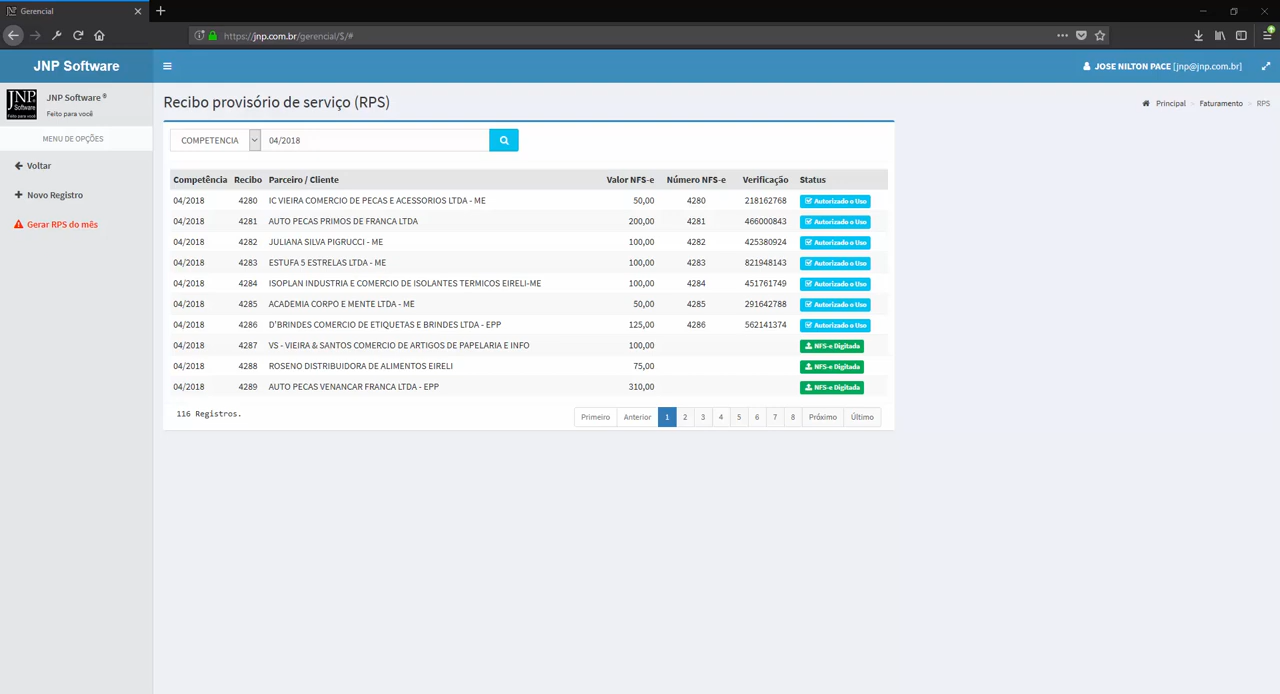 Gerencial
https://jnp.com.br/gerencial/$/#
JNP Software
JOSE NILTON PACE [jnp@jnp.com.br]
JNP
Software
Feito para você
JNP Software ®
Feito para você
MENU DE OPÇÕES
Voltar
Novo Registro
Gerar RPS do mês
Recibo provisório de serviço (RPS)
Principal > Faturamento > RPS
COMPETENCIA 04/2018
Competência Recibo Parceiro / Cliente Valor NFS-e Número NFS-e Verificação Status
04/2018 4280 IC VIEIRA COMERCIO DE PECAS E ACESSORIOS LTDA - ME 50,00 4280 218162768 Autorizado o Uso
04/2018 4281 AUTO PECAS PRIMOS DE FRANCA LTDA 200,00 4281 466000843 Autorizado o Uso
04/2018 4282 JULIANA SILVA PIGRUCCI - ME 100,00 4282 425380924 Autorizado o Uso
04/2018 4283 ESTUFA 5 ESTRELAS LTDA - ME 100,00 4283 821948143 Autorizado o Uso
04/2018 4284 ISOPLAN INDUSTRIA E COMERCIO DE ISOLANTES TERMICOS EIRELI-ME 100,00 4284 451761749 Autorizado o Uso
04/2018 4285 ACADEMIA CORPO E MENTE LTDA - ME 50,00 4285 291642788 Autorizado o Uso
04/2018 4286 D'BRINDES COMERCIO DE ETIQUETAS E BRINDES LTDA - EPP 125,00 4286 562141374 Autorizado o Uso
04/2018 4287 VS - VIEIRA & SANTOS COMERCIO DE ARTIGOS DE PAPELARIA E INFO 100,00 NFS-e Digitada
04/2018 4288 ROSENO DISTRIBUIDORA DE ALIMENTOS EIRELI 75,00 NFS-e Digitada
04/2018 4289 AUTO PECAS VENANCAR FRANCA LTDA - EPP 310,00 NFS-e Digitada
116 Registros.
Primeiro Anterior 1 2 3 4 5 6 7 8 Próximo Último